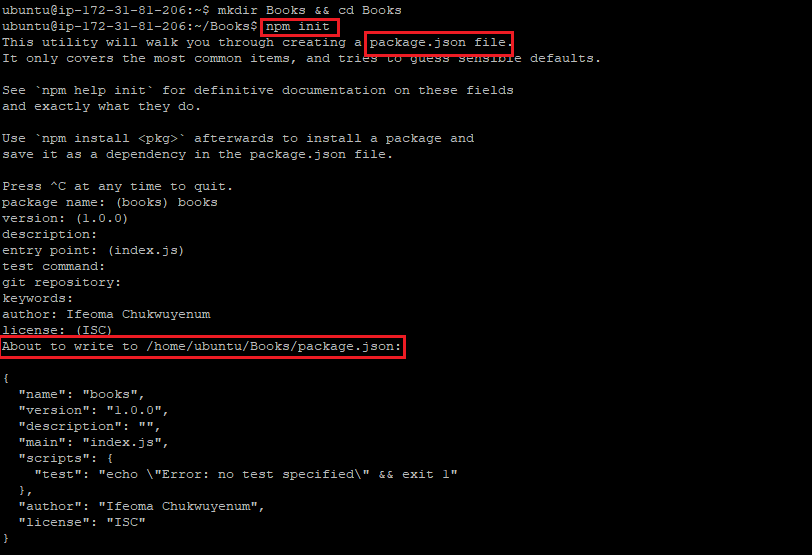 ubuntu@ip-172-31-81-206:~$ mkdir Books && cd Books
ubuntu@ip-172-31-81-206:~/Books$ npm init
This utility will walk you through creating a package.json file.
It only covers the most common items, and tries to guess sensible defaults.
See `npm help init` for definitive documentation on these fields
and exactly what they do.
Use `npm install <pkg>` afterwards to install a package and
save it as a dependency in the package.json file.
Press ^C at any time to quit.
package name: (books) books
version: (1.0.0)
description:
entry point: (index.js)
test command:
git repository:
keywords:
author: Ifeoma Chukwuyenum
license: (ISC)
About to write to /home/ubuntu/Books/package.json:
{
  "name": "books",
  "version": "1.0.0",
  "description": "",
  "main": "index.js",
  "scripts": {
    "test": "echo \"Error: no test specified\" && exit 1"
  },
  "author": "Ifeoma Chukwuyenum",
  "license": "ISC"
}